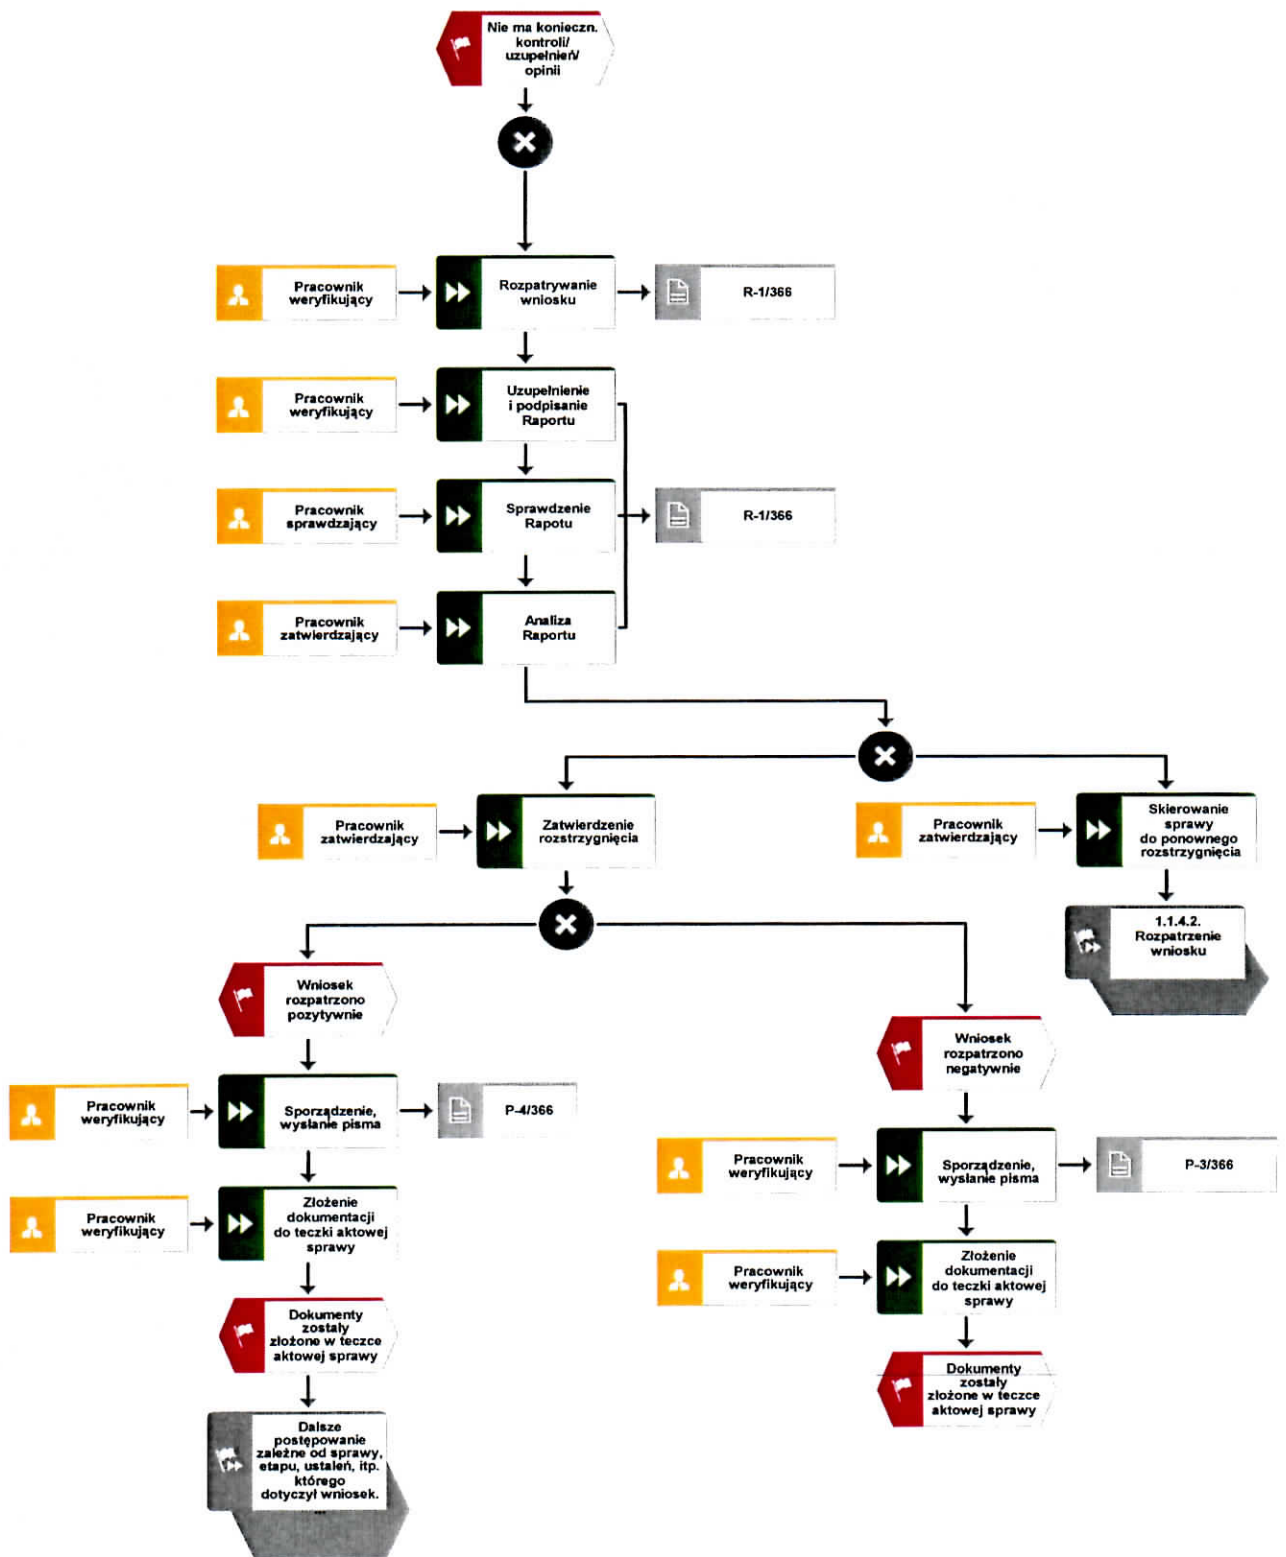 Nie ma konieczn.
kontroli/
uzupełnień/
opinii
Pracownik
weryfikujący
Rozpatrywanie
wniosku
R-1/366
Pracownik
weryfikujący
Uzupełnienie
i podpisanie
Raportu
Pracownik
sprawdzający
Sprawdzenie
Rapotu
R-1/366
Pracownik
zatwierdzający
Analiza
Raportu
Pracownik
zatwierdzający
Zatwierdzenie
rozstrzygnięcia
Pracownik
zatwierdzający
Skierowanie
sprawy
do ponownego
rozstrzygnięcia
1.1.4.2.
Rozpatrzenie
wniosku
Wniosek
rozpatrzono
pozytywnie
Wniosek
rozpatrzono
negatywnie
Pracownik
weryfikujący
Sporządzenie,
wysłanie pisma
P-4/366
Pracownik
weryfikujący
Sporządzenie,
wysłanie pisma
P-3/366
Pracownik
weryfikujący
Złożenie
dokumentacji
do teczki aktowej
sprawy
Pracownik
weryfikujący
Złożenie
dokumentacji
do teczki aktowej
sprawy
Dokumenty
zostały
złożone w teczce
aktowej sprawy
Dokumenty
zostały
złożone w teczce
aktowej sprawy
Dalsze
postępowanie
zależne od sprawy,
etapu, ustaleń, itp.
którego
dotyczył wniosek.
...